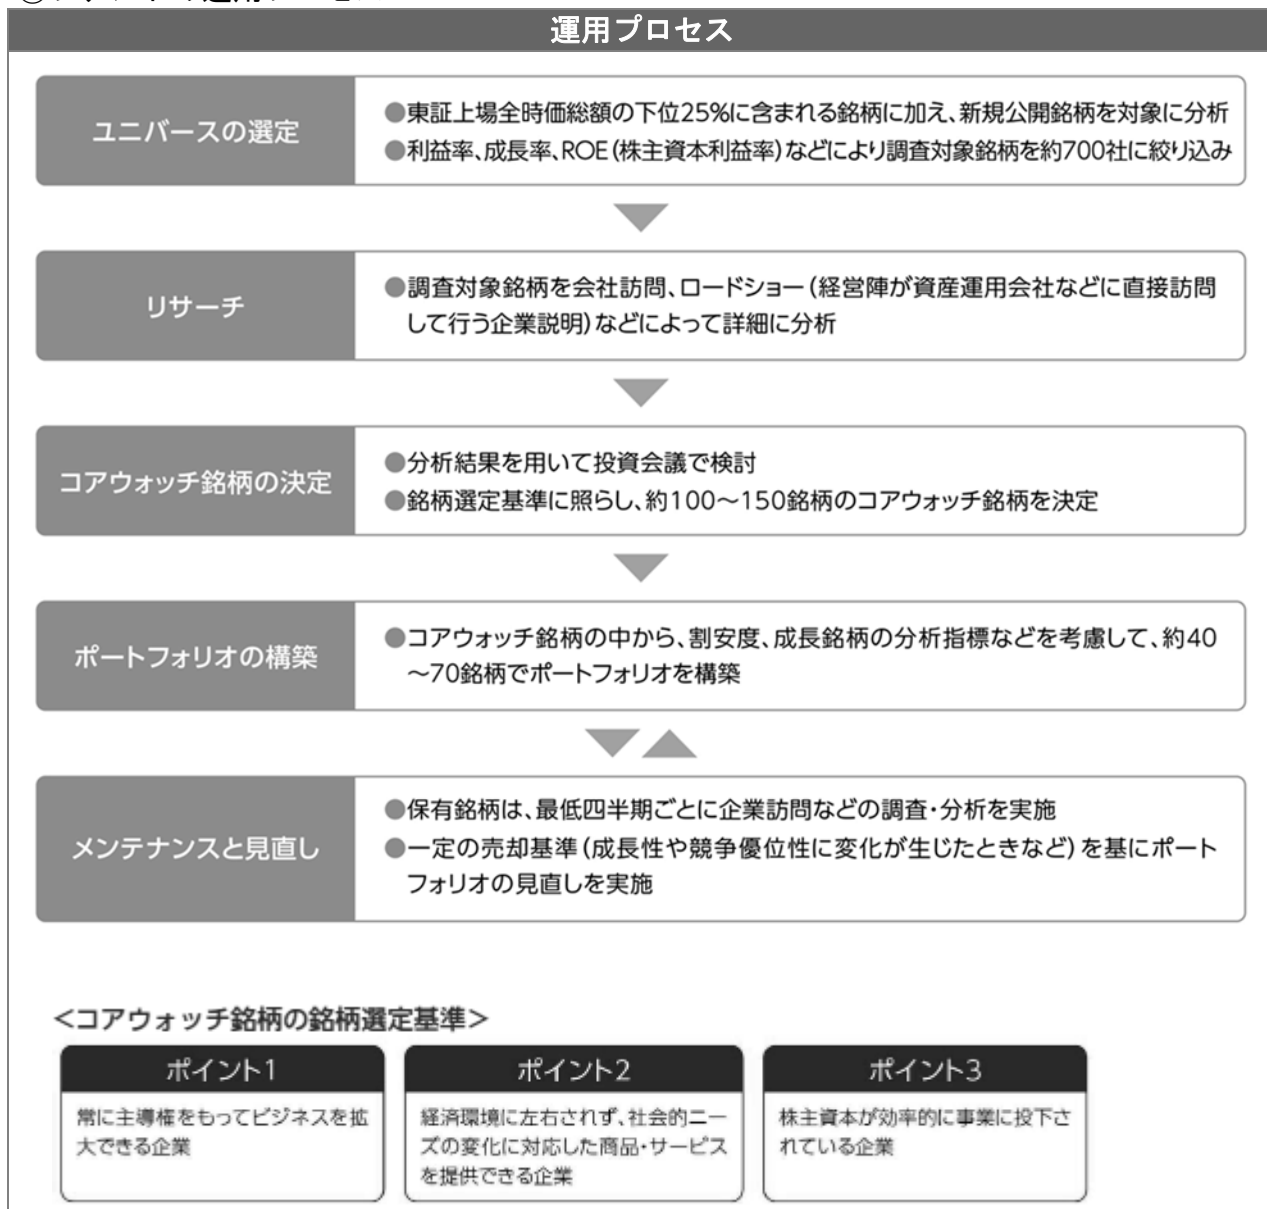 運用プロセス
ユニバースの選定
●東証上場全時価総額の下位25%に含まれる銘柄に加え、新規公開銘柄を対象に分析
●利益率、成長率、ROE(株主資本利益率)などにより調査対象銘柄を約700社に絞り込み
リサーチ
●調査対象銘柄を会社訪問、ロードショー(経営陣が資産運用会社などに直接訪問
して行う企業説明)などによって詳細に分析
コアウォッチ銘柄の決定
●分析結果を用いて投資会議で検討
●銘柄選定基準に照らし、約100〜150銘柄のコアウォッチ銘柄を決定
ポートフォリオの構築
●コアウォッチ銘柄の中から、割安度、成長銘柄の分析指標などを考慮して、約40
〜70銘柄でポートフォリオを構築
メンテナンスと見直し
●保有銘柄は、最低四半期ごとに企業訪問などの調査・分析を実施
●一定の売却基準(成長性や競争優位性に変化が生じたときなど)を基にポート
フォリオの見直しを実施
<コアウォッチ銘柄の銘柄選定基準>
ポイント1
常に主導権をもってビジネスを拡
大できる企業
ポイント2
経済環境に左右されず、社会的ニー
ズの変化に対応した商品・サービス
を提供できる企業
ポイント3
株主資本が効率的に事業に投下さ
れている企業